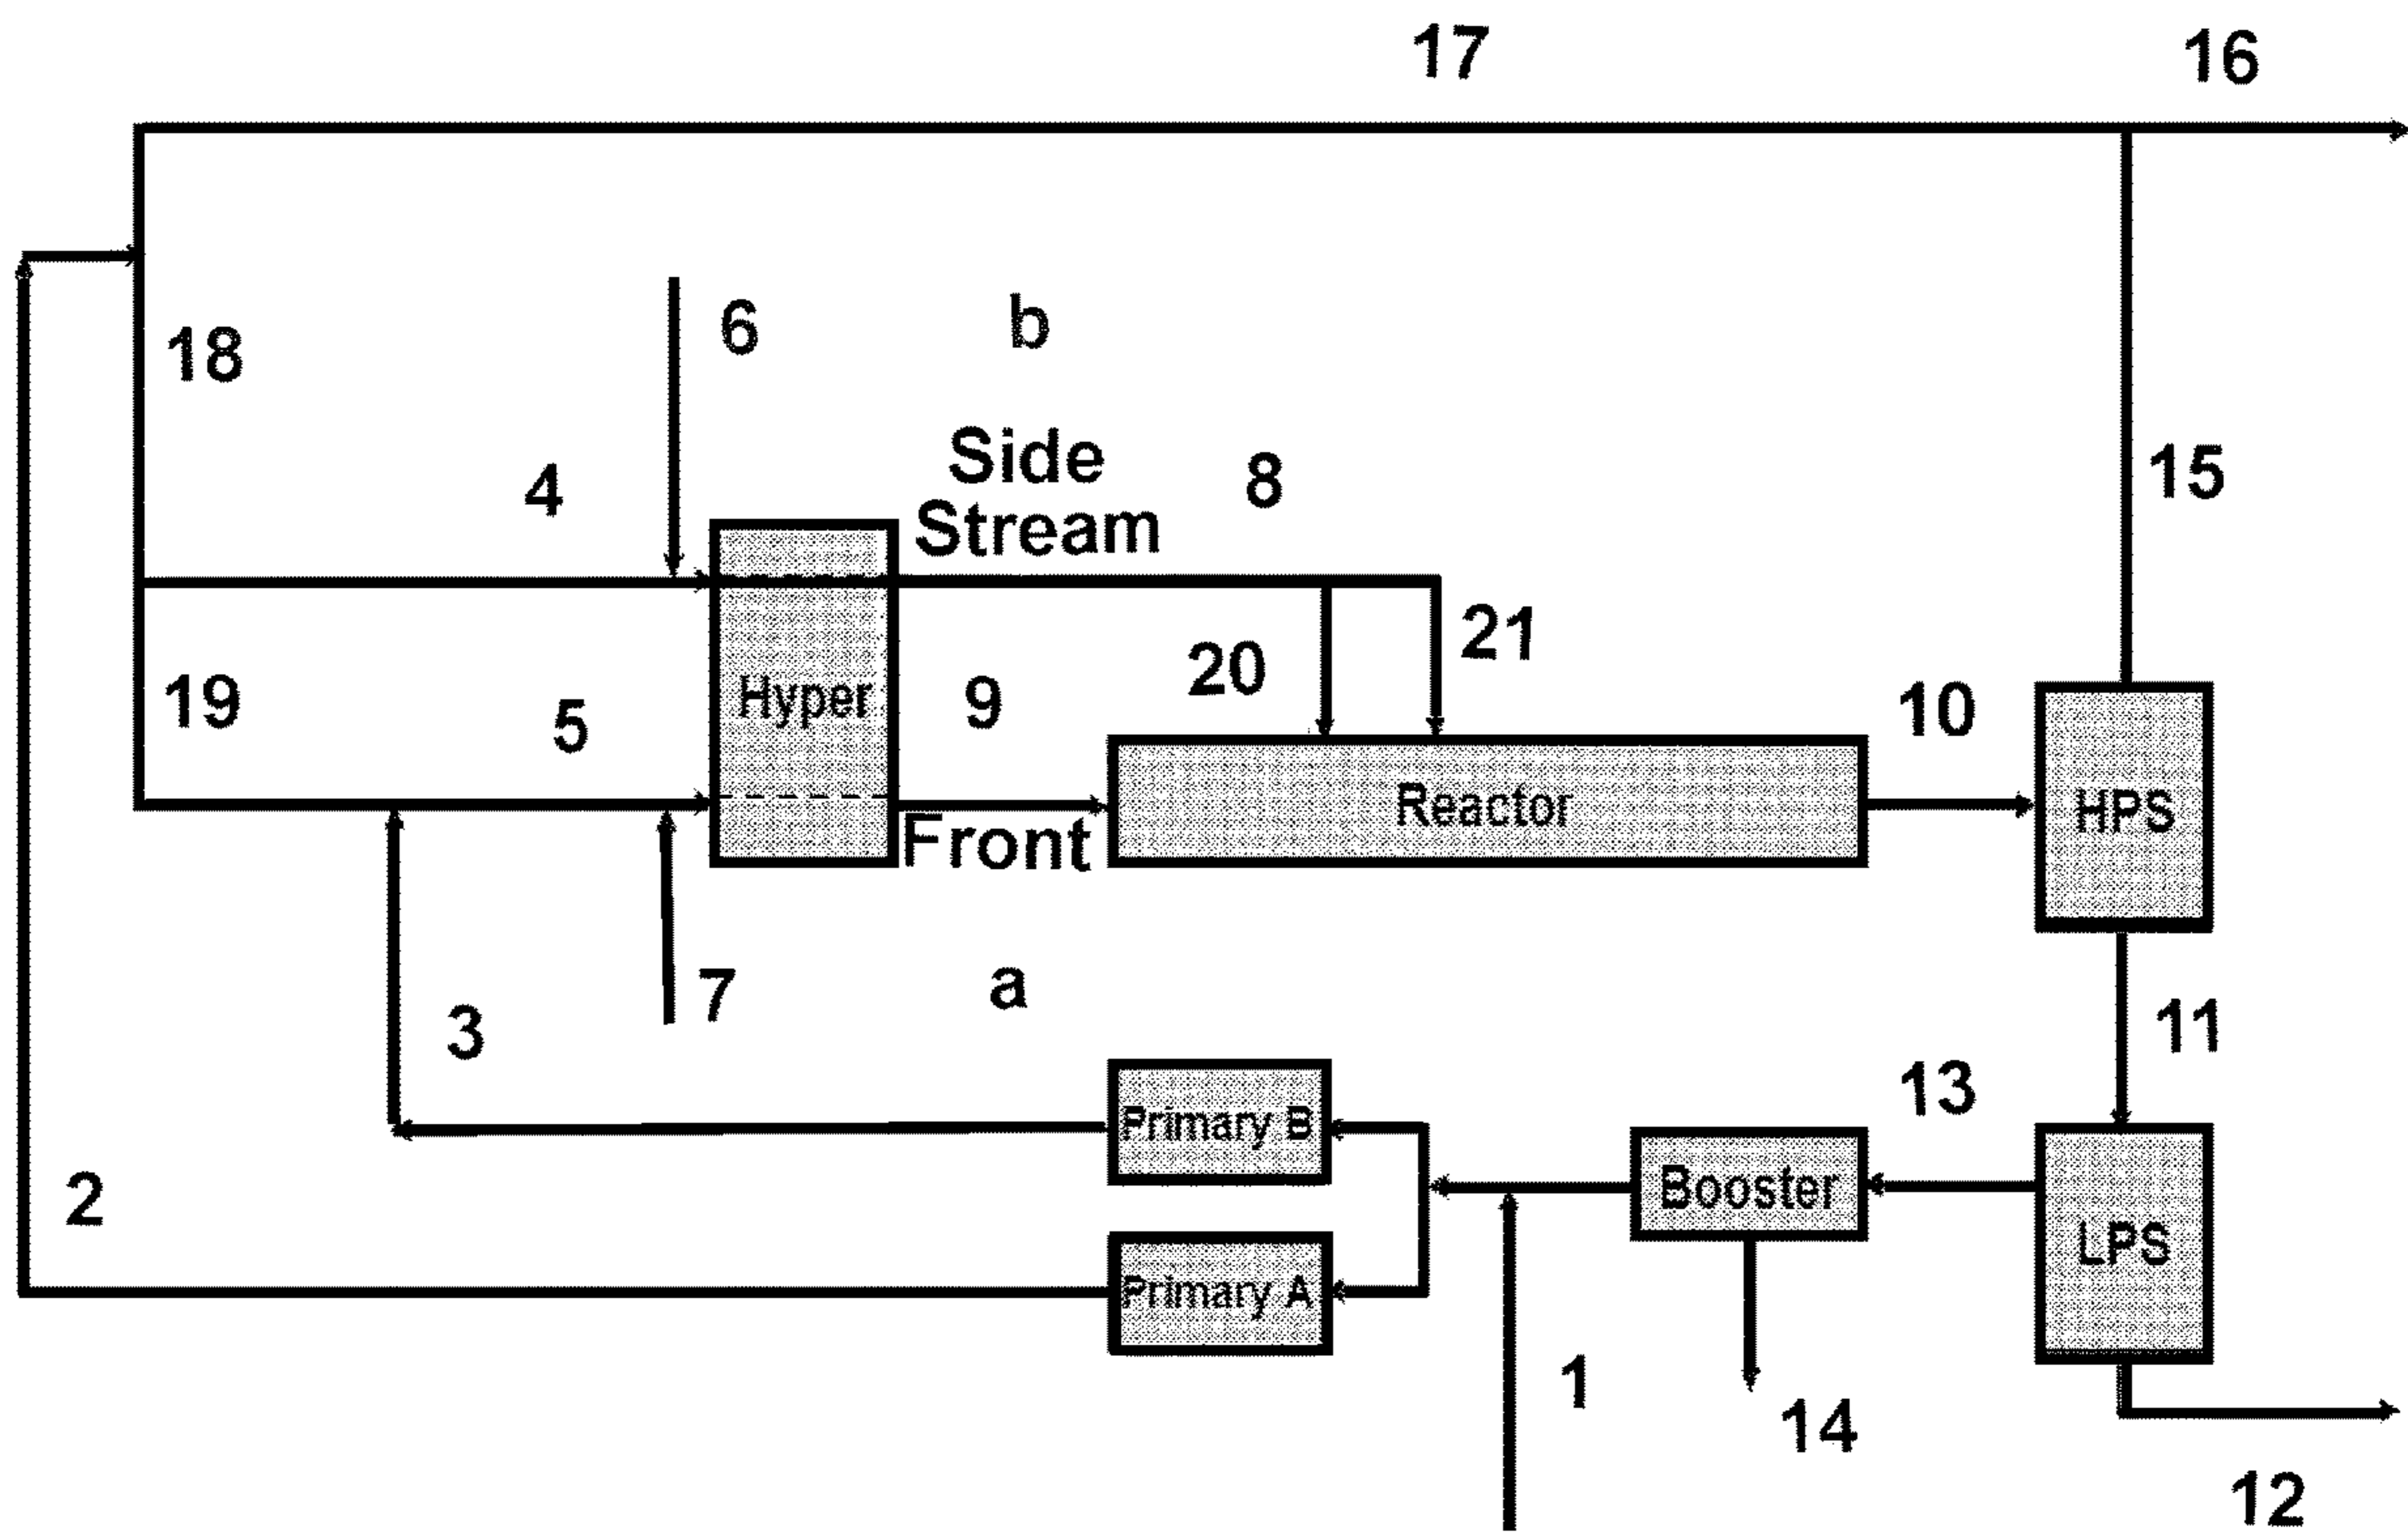 17
16
6
b
18
Side
Stream
4
8
15
21
20
19
5
Hyper
9
10
Reactor
HPS
Front
a
7
3
11
13
Primary B
Booster
2
LPS
Primary A
1
14
12